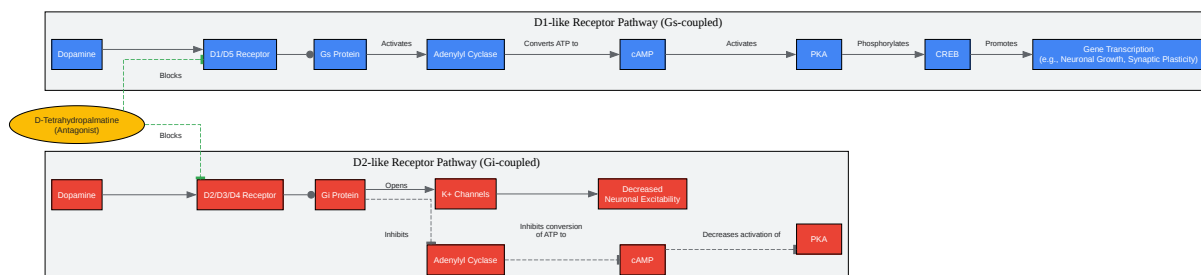 D1-like Receptor Pathway (Gs-coupled)
Dopamine
D1/D5 Receptor
Gs Protein
Activates
Adenylyl Cyclase
Converts ATP to
cAMP
Activates
PKA
Phosphorylates
CREB
Promotes
Gene Transcription
(e.g., Neuronal Growth, Synaptic Plasticity)
Blocks
D-Tetrahydropalmatine
(Antagonist)
Blocks
D2-like Receptor Pathway (Gi-coupled)
Dopamine
D2/D3/D4 Receptor
Gi Protein
Opens
K+ Channels
Decreased
Neuronal Excitability
Inhibits
Adenylyl Cyclase
Inhibits conversion
of ATP to
cAMP
Decreases activation of
PKA